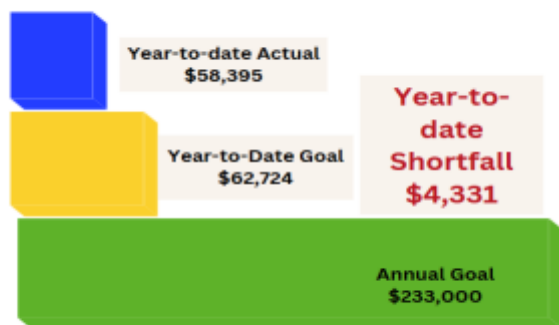 Year-to-date Actual
$58,395
Year-to-
date
Shortfall
$4,331
Year-to-Date Goal
$62,724
Annual Goal
$233,000